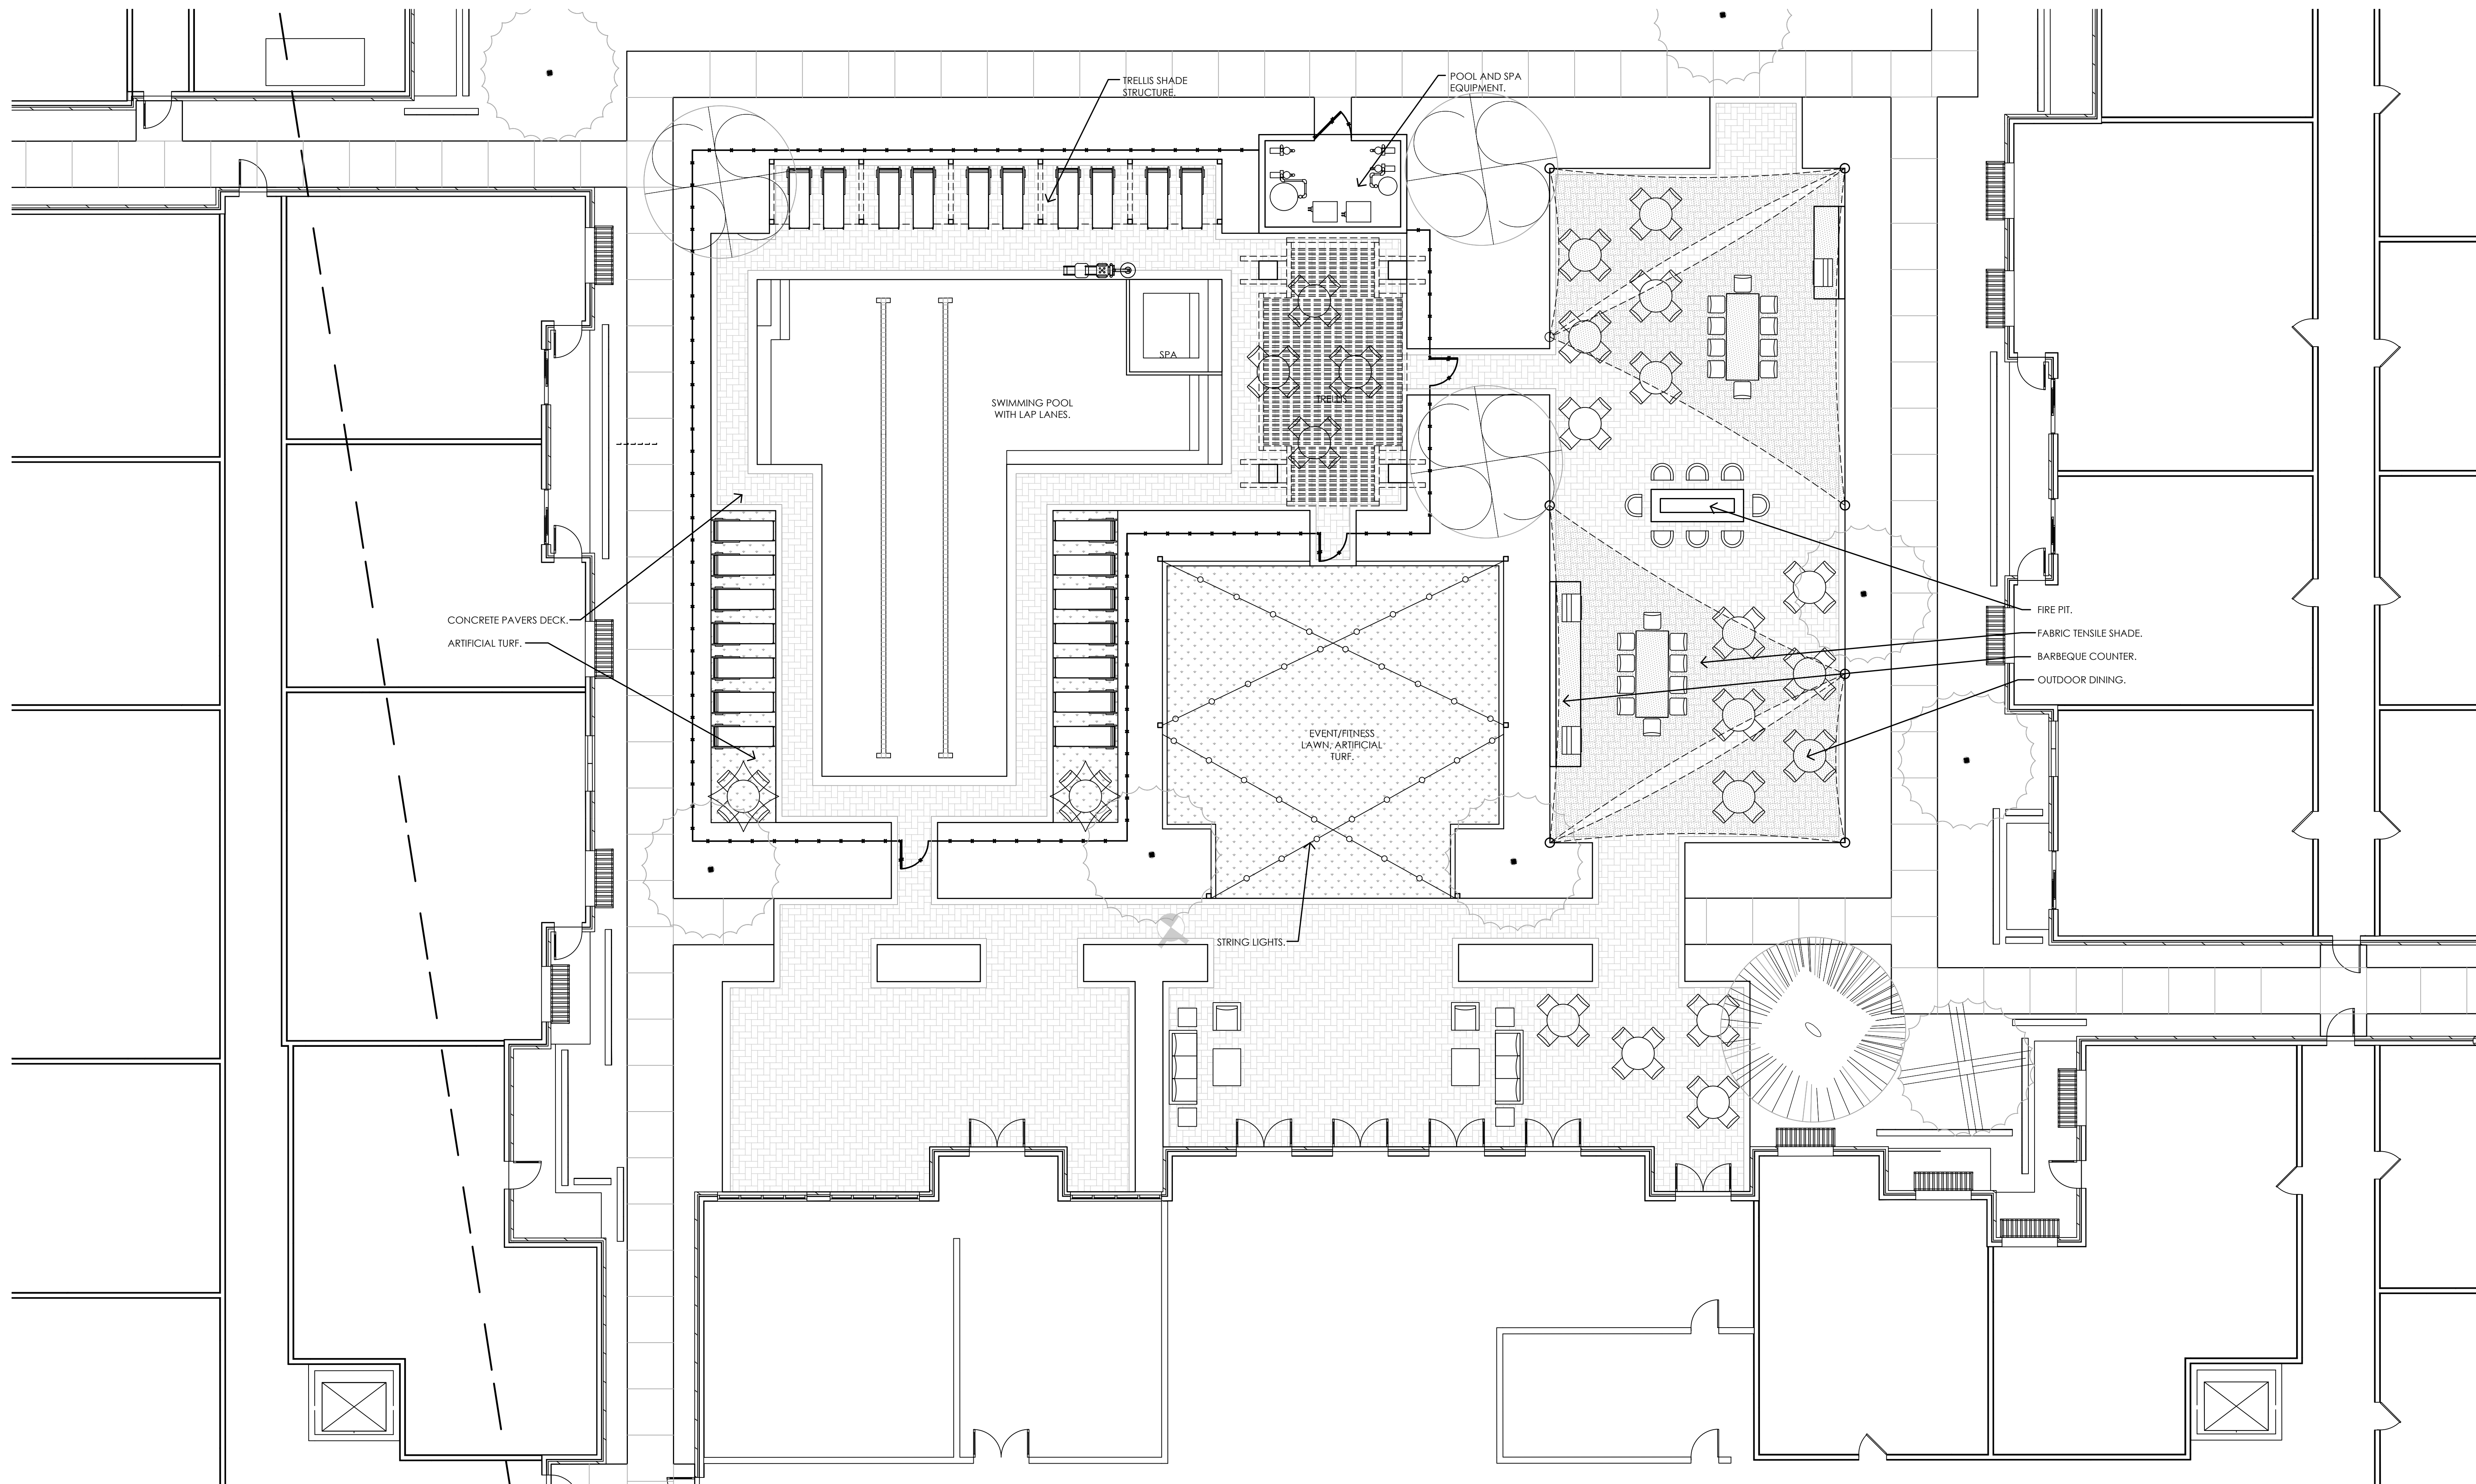 TRELLIS SHADE
STRUCTURE.
POOL AND SPA
EQUIPMENT.
SPA
SWIMMING POOL
WITH LAP LANES.
TRELLIS
CONCRETE PAVERS DECK.
ARTIFICIAL TURF.
FIRE PIT.
FABRIC TENSILE SHADE.
BARBEQUE COUNTER.
OUTDOOR DINING.
EVENT/FITNESS
LAWN, ARTIFICIAL
TURF.
STRING LIGHTS.